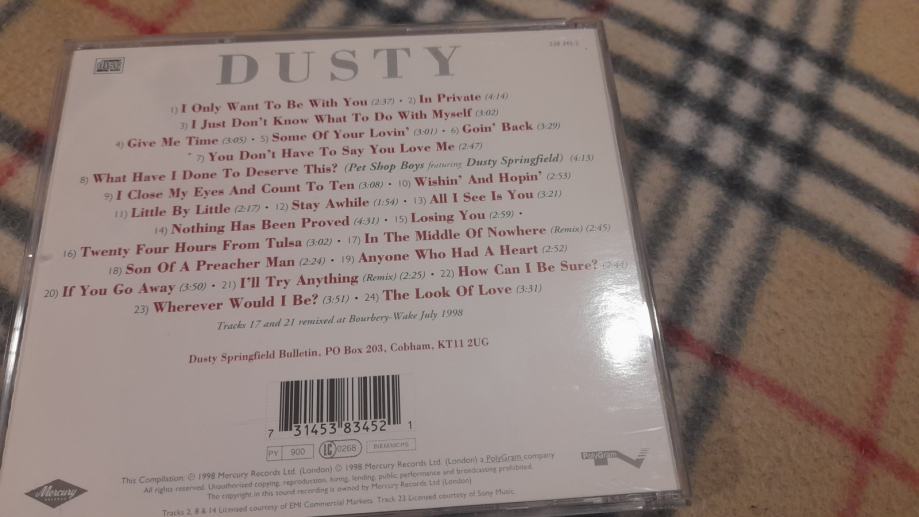 DUSTY
1) I Only Want To Be With You (2:37) • 2) In Private (4:14)
3) I Just Don't Know What To Do With Myself (3:02)
4) Give Me Time (3:05) • 5) Some Of Your Lovin' (3:01) • 6) Goin' Back (3:29)
7) You Don't Have To Say You Love Me (2:47)
8) What Have I Done To Deserve This? (Pet Shop Boys featuring Dusty Springfield) (4:13)
9) I Close My Eyes And Count To Ten (3:08) • 10) Wishin' And Hopin' (2:53)
11) Little By Little (2:17) • 12) Stay Awhile (1:54) • 13) All I See Is You (3:21)
14) Nothing Has Been Proved (4:31) • 15) Losing You (2:59) •
16) Twenty Four Hours From Tulsa (3:02) • 17) In The Middle Of Nowhere (Remix) (2:45)
18) Son Of A Preacher Man (2:24) • 19) Anyone Who Had A Heart (2:52)
20) If You Go Away (3:50) • 21) I'll Try Anything (Remix) (2:25) • 22) How Can I Be Sure? (2:44)
23) Wherever Would I Be? (3:51) • 24) The Look Of Love (3:31)
Tracks 17 and 21 remixed at Bourbery-Wake July 1998
Dusty Springfield Bulletin, PO Box 203, Cobham, KT11 2UG
7 31453 83452 1
PY 900 LC 0268 BIEM/MCPS
This Compilation: ℗ 1998 Mercury Records Ltd. (London) © 1998 Mercury Records Ltd. (London) a PolyGram company
All rights reserved. Unauthorised copying, reproduction, hiring, lending, public performance and broadcasting prohibited.
The copyright in this sound recording is owned by Mercury Records Ltd (London)
Tracks 2, 8 & 14 Licensed courtesy of EMI Commercial Markets. Track 23 Licensed courtesy of Sony Music.
Mercury
RECORDS
PolyGram